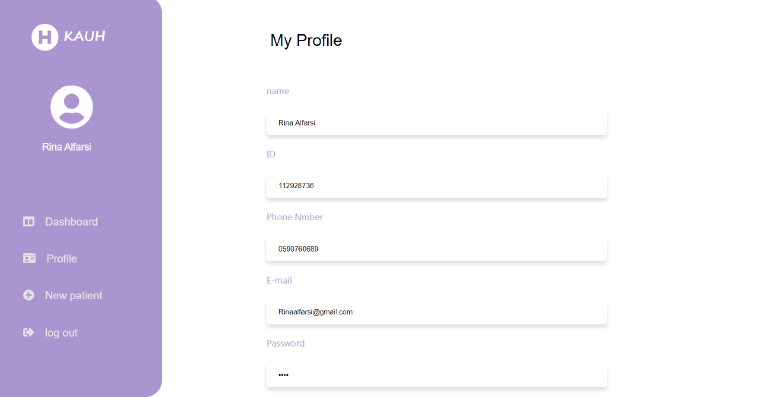 H KAUH
Rina Alfarsi
Dashboard
Profile
New patient
log out
My Profile
name
Rina Alfarsi
ID
112928736
Phone Nmber
0599760689
E-mail
Rinaalfarsi@gmail.com
Password
••••